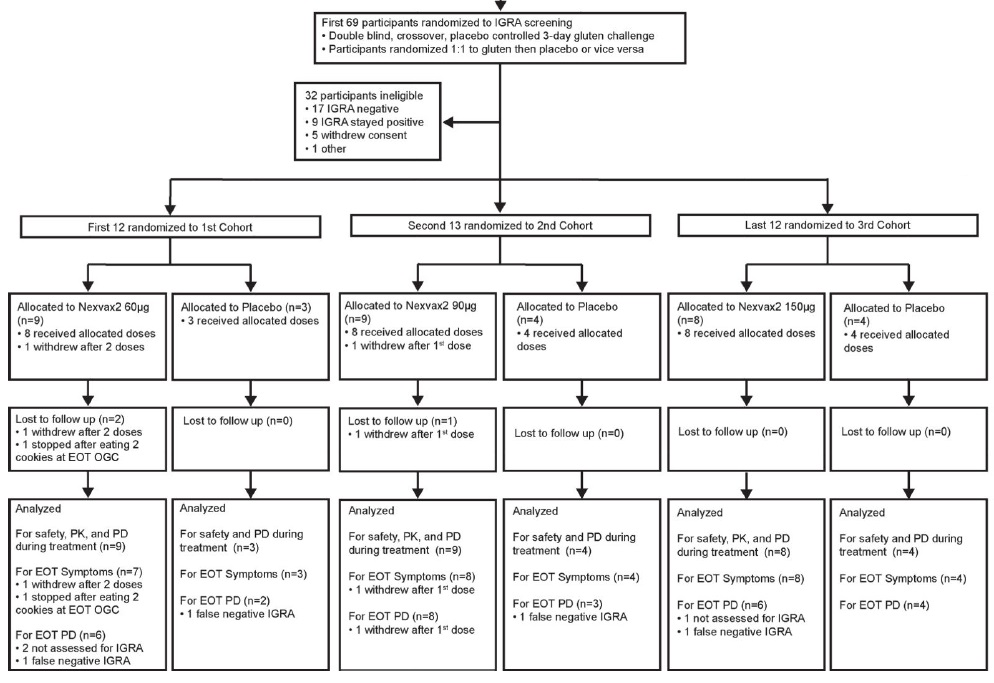 First 69 participants randomized to IGRA screening
• Double blind, crossover, placebo controlled 3-day gluten challenge
• Participants randomized 1:1 to gluten then placebo or vice versa
32 participants ineligible
• 17 IGRA negative
• 9 IGRA stayed positive
• 5 withdrew consent
• 1 other
First 12 randomized to 1st Cohort
Second 13 randomized to 2nd Cohort
Last 12 randomized to 3rd Cohort
Allocated to Nexvax2 60µg
(n=9)
• 8 received allocated doses
• 1 withdrew after 2 doses
Allocated to Placebo (n=3)
• 3 received allocated doses
Allocated to Nexvax2 90µg
(n=9)
• 8 received allocated doses
• 1 withdrew after 1st dose
Allocated to Placebo
(n=4)
• 4 received allocated
doses
Allocated to Nexvax2 150µg
(n=8)
• 8 received allocated doses
Allocated to Placebo
(n=4)
• 4 received allocated
doses
Lost to follow up (n=2)
• 1 withdrew after 2 doses
• 1 stopped after eating 2
cookies at EOT OGC
Lost to follow up (n=0)
Lost to follow up (n=1)
• 1 withdrew after 1st dose
Lost to follow up (n=0)
Lost to follow up (n=0)
Lost to follow up (n=0)
Analyzed
For safety, PK, and PD
during treatment (n=9)
For EOT Symptoms (n=7)
• 1 withdrew after 2 doses
• 1 stopped after eating 2
cookies at EOT OGC
For EOT PD (n=6)
• 2 not assessed for IGRA
• 1 false negative IGRA
Analyzed
For safety and PD during
treatment (n=3)
For EOT Symptoms (n=3)
For EOT PD (n=2)
• 1 false negative IGRA
Analyzed
For safety, PK, and PD
during treatment (n=9)
For EOT Symptoms (n=8)
• 1 withdrew after 1st dose
For EOT PD (n=8)
• 1 withdrew after 1st dose
Analyzed
For safety and PD during
treatment (n=4)
For EOT Symptoms (n=4)
For EOT PD (n=3)
• 1 false negative IGRA
Analyzed
For safety, PK, and PD
during treatment (n=8)
For EOT Symptoms (n=8)
For EOT PD (n=6)
• 1 not assessed for IGRA
• 1 false negative IGRA
Analyzed
For safety and PD during
treatment (n=4)
For EOT Symptoms (n=4)
For EOT PD (n=4)